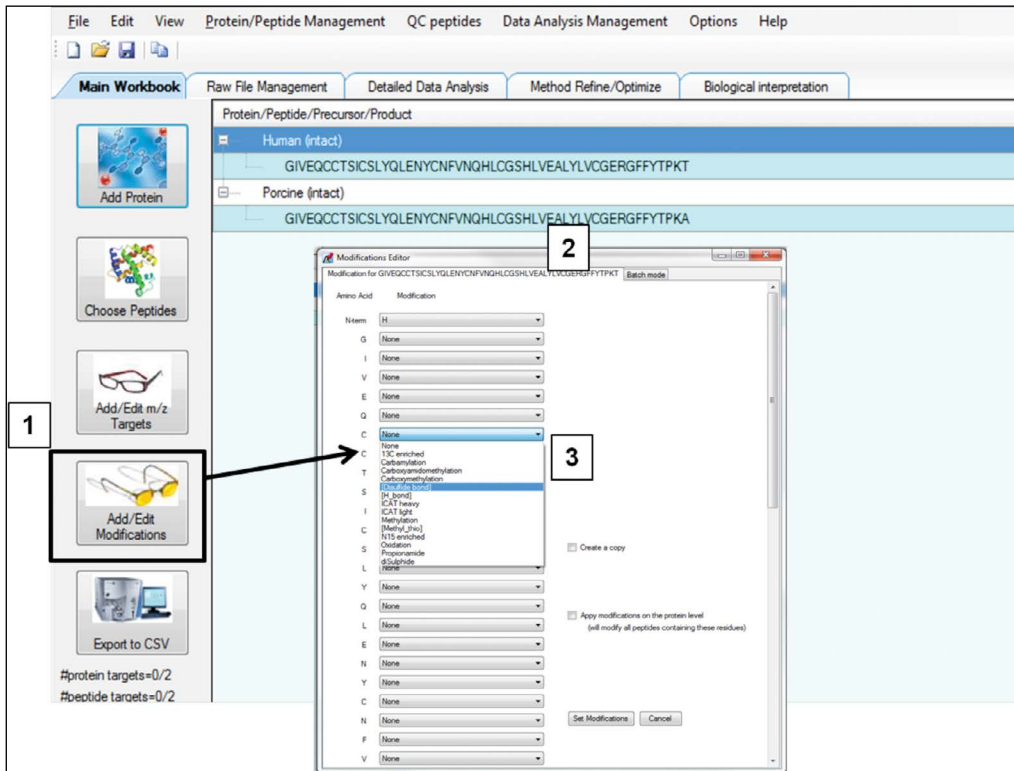 File Edit View Protein/Peptide Management QC peptides Data Analysis Management Options Help
Main Workbook Raw File Management Detailed Data Analysis Method Refine/Optimize Biological interpretation
Protein/Peptide/Precursor/Product
Human (intact)
GIVEQCCTSICSLYQLENYCNFVNQHLCGSHLVEALYLVCGERGFFYTPKT
Add Protein
Porcine (intact)
GIVEQCCTSICSLYQLENYCNFVNQHLCGSHLVEALYLVCGERGFFYTPKA
Choose Peptides
Add/Edit m/z
Targets
1
Add/Edit
Modifications
Export to CSV
#protein targets=0/2
#peptide targets=0/2
2
Modifications Editor
Modification for GIVEQCCTSICSLYQLENYCNFVNQHLCGSHLVEALYLVCGERGFFYTPKT Batch mode
Amino Acid Modification
N-term H
G None
I None
V None
E None
Q None
C None
3
None
C 13C enriched
Carbamylation
T Carboxyamidomethylation
Carboxymethylation
S [Disulfide bond]
[H_bond]
I ICAT heavy
ICAT light
Methylation
C [Methyl_thio]
N15 enriched
S Oxidation
Propionamide
diSulphide
Create a copy
L None
Y None
Q None
Appy modifications on the protein level
(will modify all peptides containing these residues)
L None
E None
N None
Y None
C None
N None
Set Modifications Cancel
F None
V None